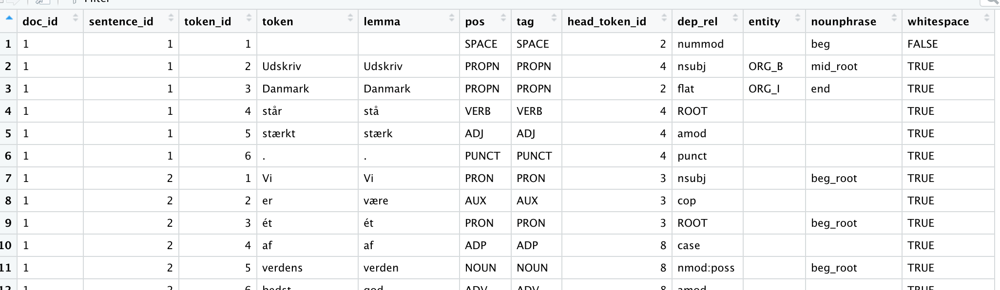 Filter
doc_id sentence_id token_id token lemma pos tag head_token_id dep_rel entity nounphrase whitespace
1 1 1 1 SPACE SPACE 2 nummod beg FALSE
2 1 1 2 Udskriv Udskriv PROPN PROPN 4 nsubj ORG_B mid_root TRUE
3 1 1 3 Danmark Danmark PROPN PROPN 2 flat ORG_I end TRUE
4 1 1 4 står stå VERB VERB 4 ROOT TRUE
5 1 1 5 stærkt stærk ADJ ADJ 4 amod TRUE
6 1 1 6 . . PUNCT PUNCT 4 punct TRUE
7 1 2 1 Vi Vi PRON PRON 3 nsubj beg_root TRUE
8 1 2 2 er være AUX AUX 3 cop TRUE
9 1 2 3 ét ét PRON PRON 3 ROOT beg_root TRUE
10 1 2 4 af af ADP ADP 8 case TRUE
11 1 2 5 verdens verden NOUN NOUN 8 nmod:poss beg_root TRUE
12 1 2 6 bedst god ADV ADV 8 amod TRUE